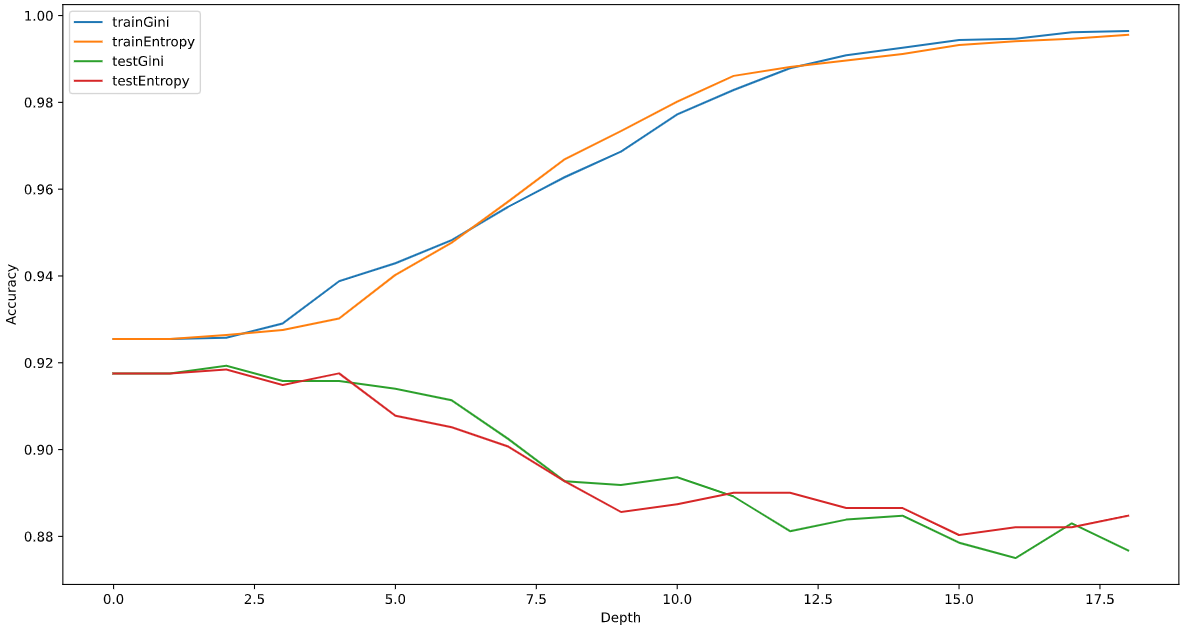 1.00
0.98
0.96
0.94
0.92
0.90
0.88
Accuracy
trainGini
trainEntropy
testGini
testEntropy
0.0 2.5 5.0 7.5 10.0 12.5 15.0 17.5
Depth